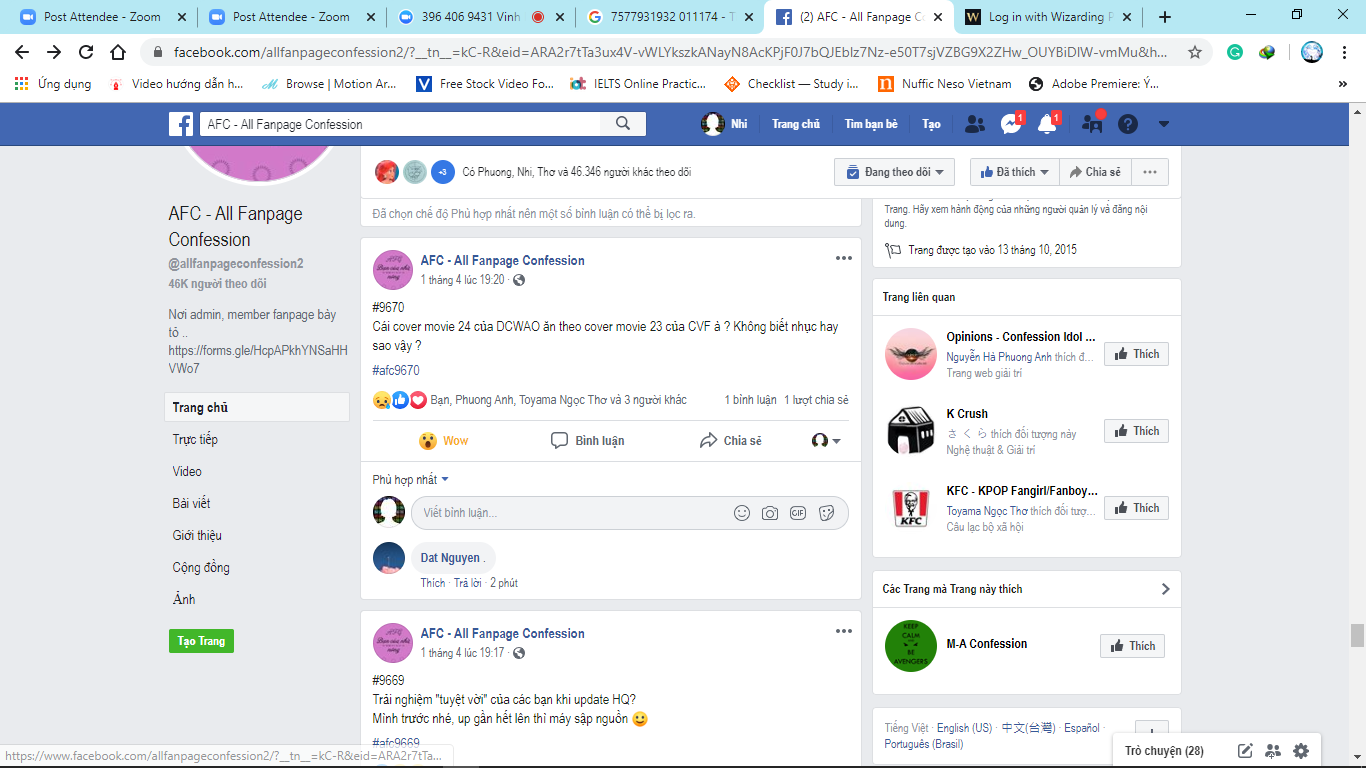 Post Attendee - Zoom
Post Attendee - Zoom
396 406 9431 Vinh
7577931932 011174 - T
(2) AFC - All Fanpage C
Log in with Wizarding P
facebook.com/allfanpageconfession2/?__tn__=kC-R&eid=ARA2r7tTa3ux4V-vWLYkszkANayN8AcKPjF0J7bQJEblz7Nz-e50T7sjVZBG9X2ZHw_OUYBiDIW-vmMu&h...
Ứng dụng
Video hướng dẫn h...
Browse | Motion Ar...
Free Stock Video Fo...
IELTS Online Practic...
Checklist — Study i...
Nuffic Neso Vietnam
Adobe Premiere: Ý...
AFC - All Fanpage Confession
Nhi
Trang chủ
Tìm bạn bè
Tạo
1
1
AFC - All Fanpage
Confession
@allfanpageconfession2
46K người theo dõi
Nơi admin, member fanpage bày
tỏ ..
https://forms.gle/HcpAPkhYNSaHH
VWo7
Trang chủ
Trực tiếp
Video
Bài viết
Giới thiệu
Cộng đồng
Ảnh
Tạo Trang
+3
Có Phuong, Nhi, Thơ và 46.346 người khác theo dõi
Đang theo dõi
Đã thích
Chia sẻ
Đã chọn chế độ Phù hợp nhất nên một số bình luận có thể bị lọc ra.
AFC - All Fanpage Confession
1 tháng 4 lúc 19:20
#9670
Cái cover movie 24 của DCWAO ăn theo cover movie 23 của CVF à ? Không biết nhục hay
sao vậy ?
#afc9670
Bạn, Phuong Anh, Toyama Ngọc Thơ và 3 người khác
1 bình luận
1 lượt chia sẻ
Wow
Bình luận
Chia sẻ
Phù hợp nhất
Viết bình luận...
GIF
Dat Nguyen .
Thích · Trả lời · 2 phút
AFC - All Fanpage Confession
1 tháng 4 lúc 19:17
#9669
Trải nghiệm "tuyệt vời" của các bạn khi update HQ?
Mình trước nhé, up gần hết lên thì máy sập nguồn
#afc9669
Trang. Hãy xem hành động của những người quản lý và đăng nội
dung.
Trang được tạo vào 13 tháng 10, 2015
Trang liên quan
Opinions - Confession Idol ...
Nguyễn Hà Phuong Anh thích đ...
Trang web giải trí
Thích
K Crush
さ く ら thích đối tượng này
Nghệ thuật & Giải trí
Thích
KFC
KFC - KPOP Fangirl/Fanboy...
Toyama Ngọc Thơ thích đối tượ...
Câu lạc bộ xã hội
Thích
Các Trang mà Trang này thích
KEEP
CALM
BE
AVENGERS
M-A Confession
Thích
Tiếng Việt · English (US) · 中文(台灣) · Español ·
Português (Brasil)
Trò chuyện (28)
https://www.facebook.com/allfanpageconfession2/?__tn__=kC-R&eid=ARA2r7tTa...